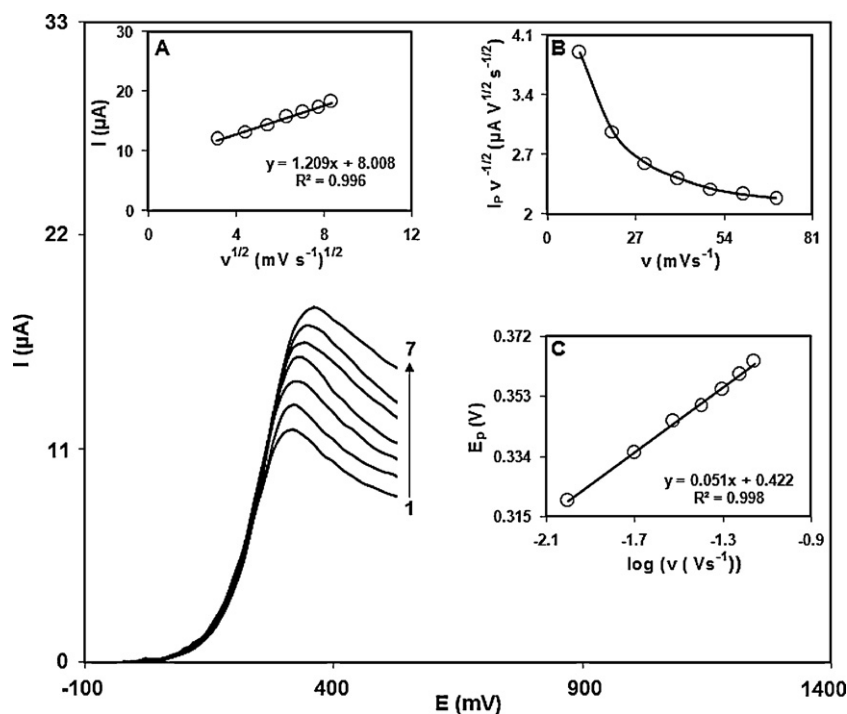 33
22
11
0
I (µA)
-100
400
900
1400
E (mV)
7
1
A
30
20
10
0
I (µA)
y = 1.209x + 8.008
R² = 0.996
0
4
8
12
v^1/2 (mV s⁻¹)^1/2
B
4.1
3.4
2.7
2
I_P v^-1/2 (µA V^1/2 s^-1/2)
0
27
54
81
v (mVs⁻¹)
C
0.372
0.353
0.334
0.315
E_p (V)
y = 0.051x + 0.422
R² = 0.998
-2.1
-1.7
-1.3
-0.9
log (v ( Vs⁻¹))